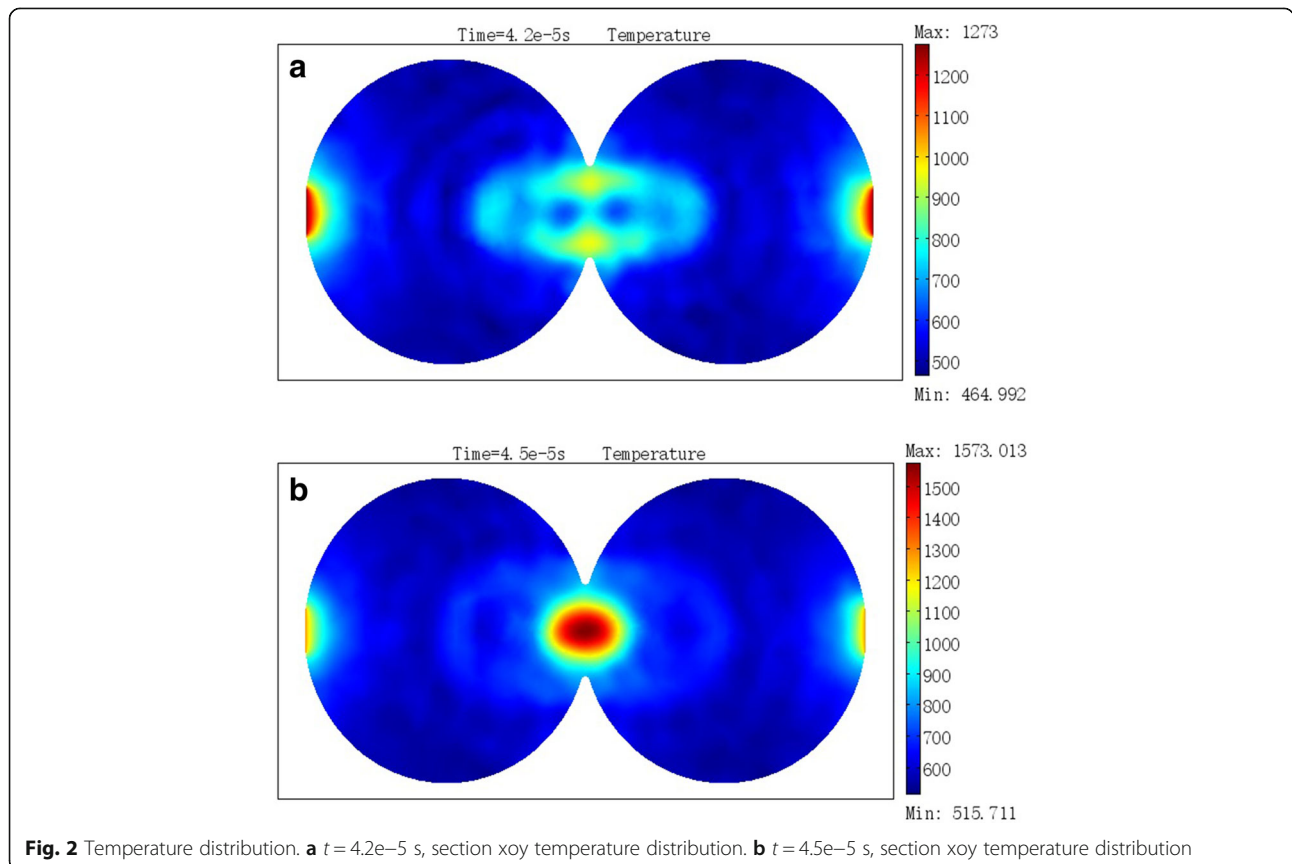 Time=4.2e-5s Temperature
Max: 1273
a
1200
1100
1000
900
800
700
600
500
Min: 464.992
Time=4.5e-5s Temperature
Max: 1573.013
b
1500
1400
1300
1200
1100
1000
900
800
700
600
Min: 515.711
Fig. 2 Temperature distribution. a t = 4.2e−5 s, section xoy temperature distribution. b t = 4.5e−5 s, section xoy temperature distribution